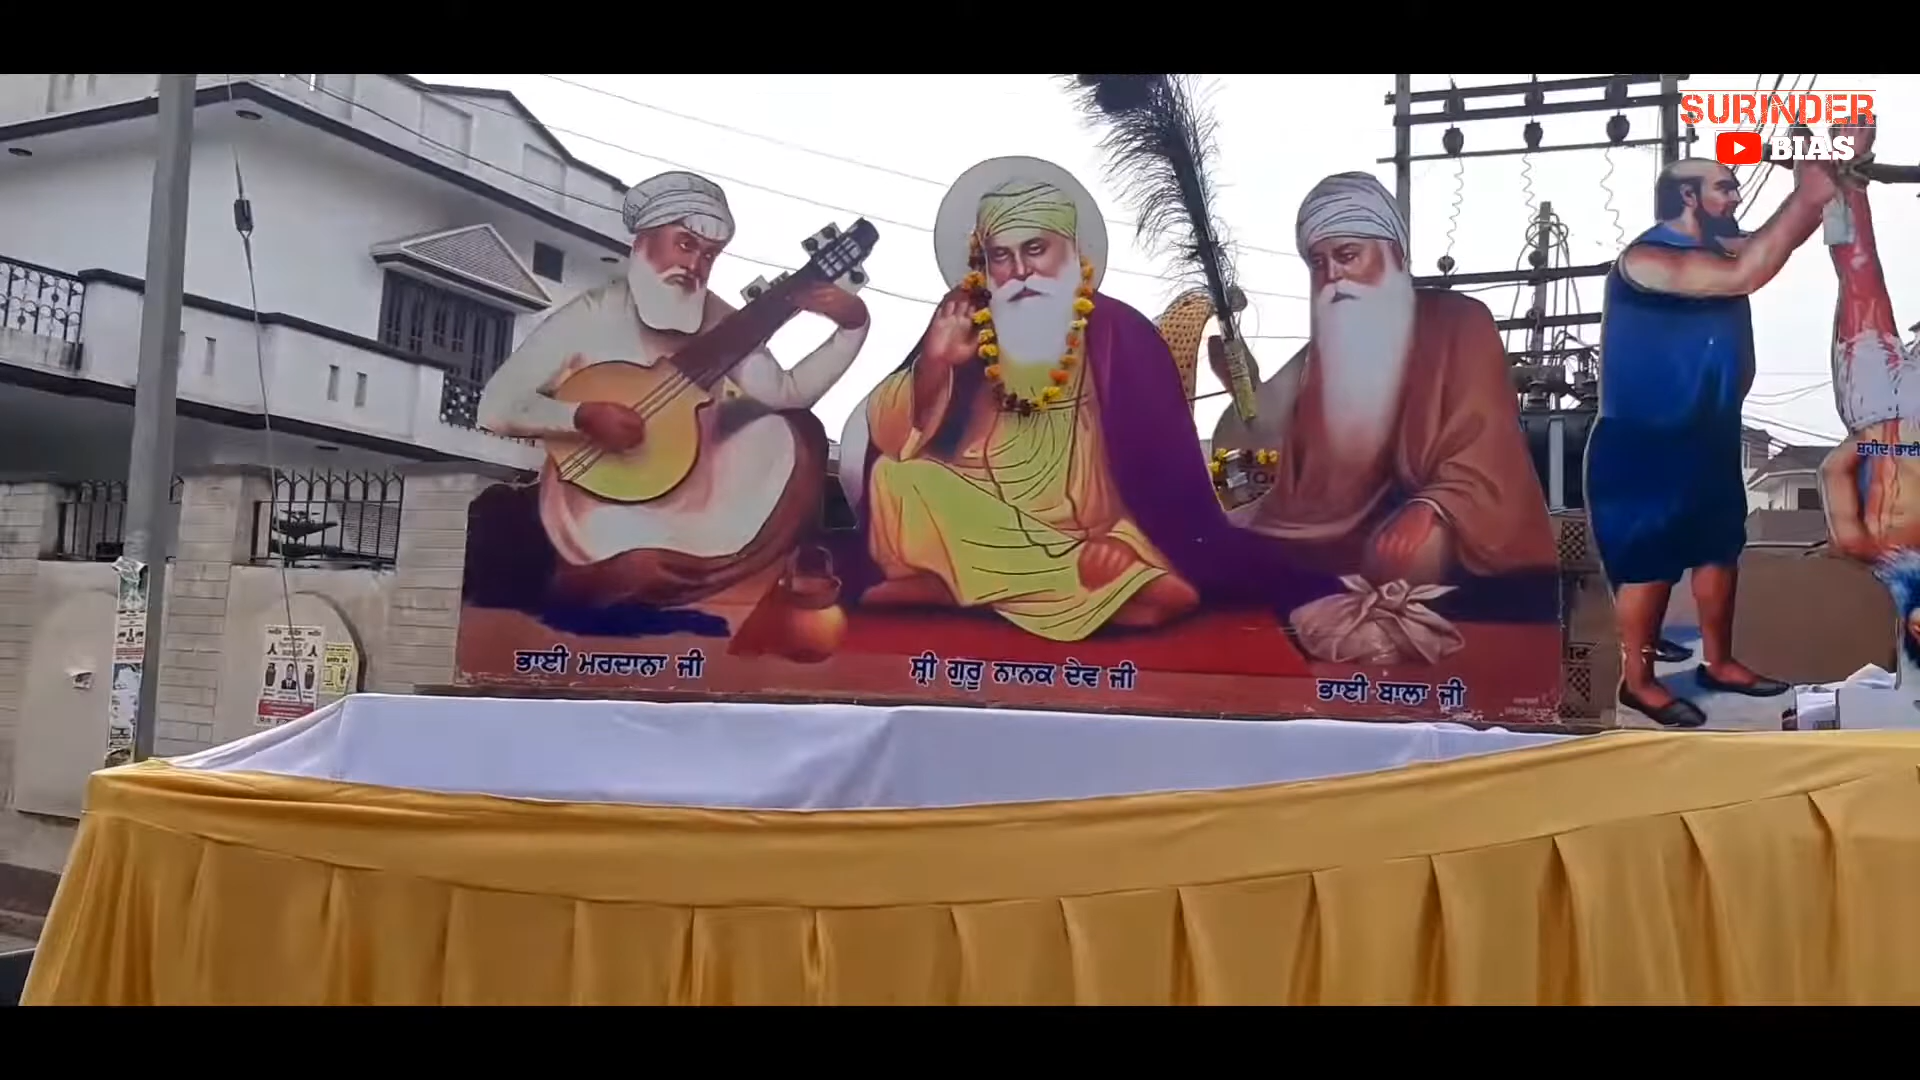 SURINDER
BIAS
ਸ਼ਹੀਦ ਭਾਈ
ਭਾਈ ਮਰਦਾਨਾ ਜੀ
ਸ੍ਰੀ ਗੁਰੂ ਨਾਨਕ ਦੇਵ ਜੀ
ਭਾਈ ਬਾਲਾ ਜੀ